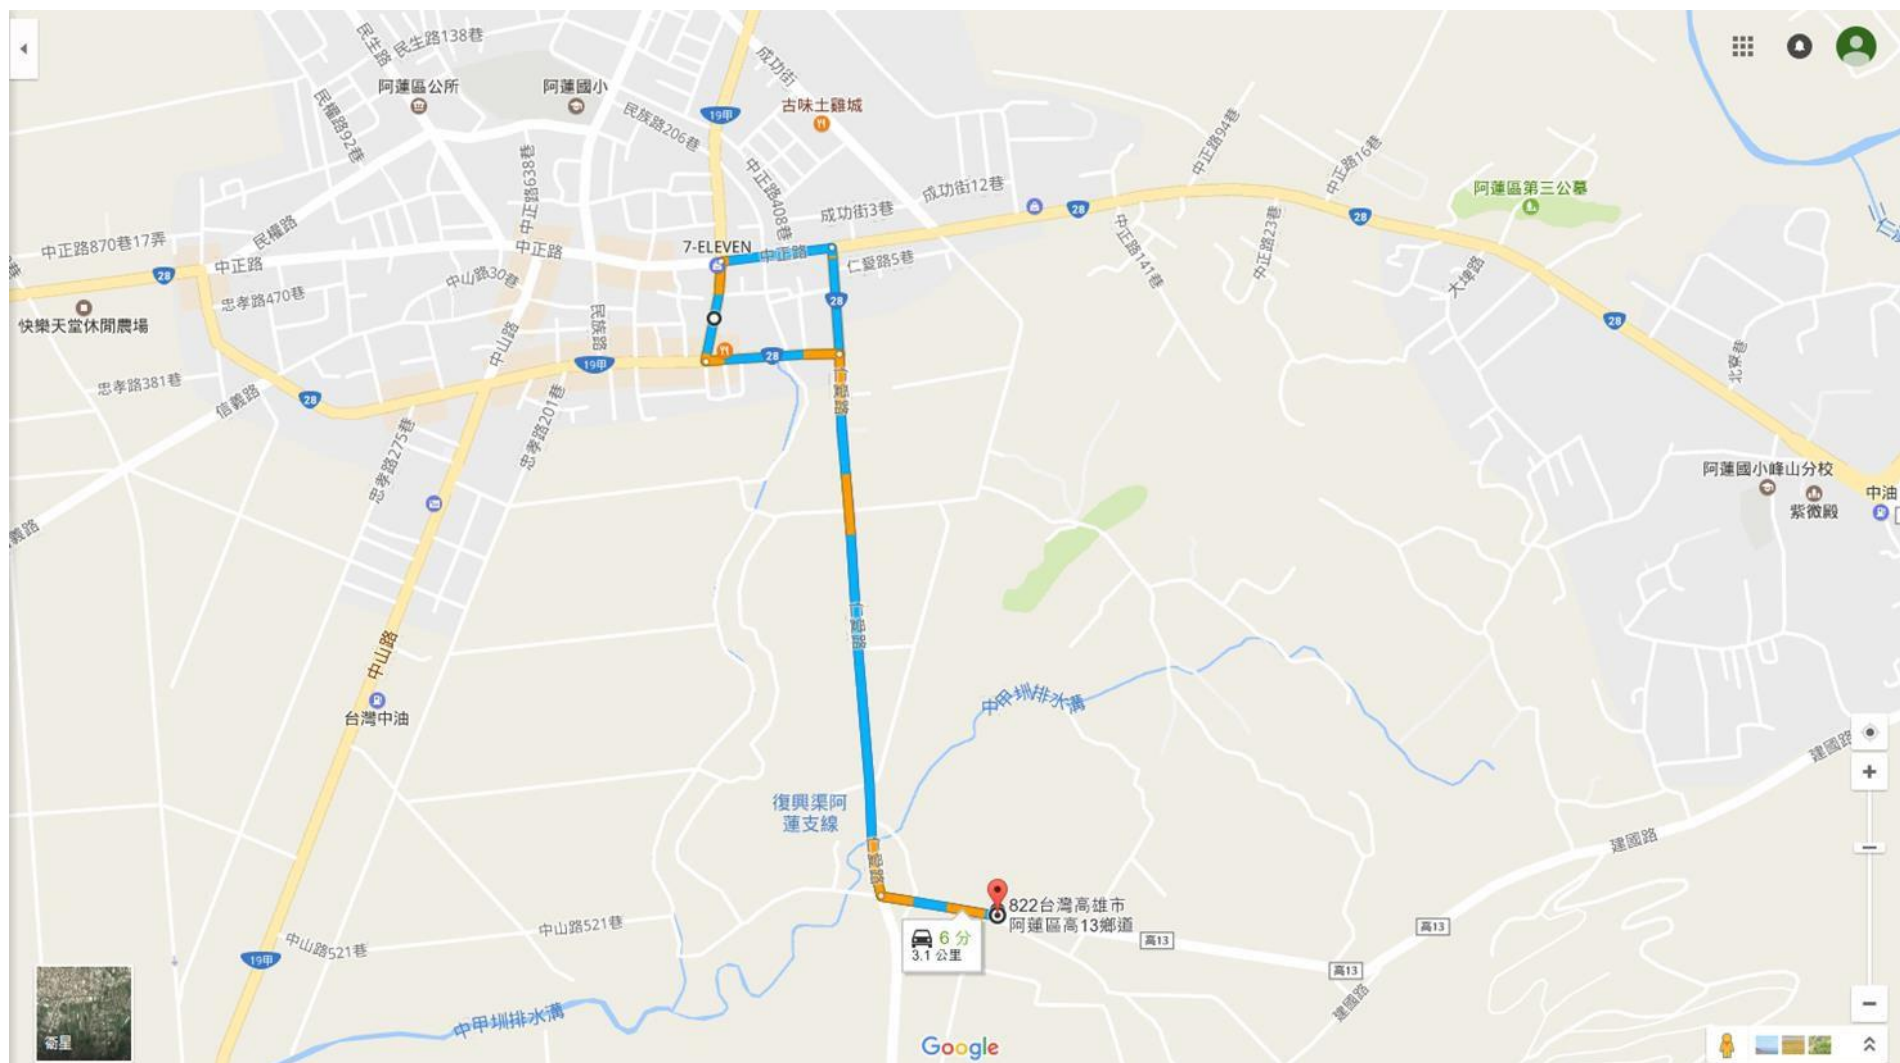 民生路
民生路138巷
成功街
阿蓮區公所
阿蓮國小
19甲
古味土雞城
民權路92巷
民族路206巷
中正路94巷
中正路16巷
中正路638巷
中正路408巷
成功街12巷
阿蓮區第三公墓
成功街3巷
28
28
中正路23巷
中正路141巷
民權路
中正路870巷17弄
中正路
7-ELEVEN
中正路
中正路
仁愛路5巷
28
中山路30巷
大埤路
忠孝路470巷
28
28
快樂天堂休閒農場
民族路
中山路
28
19甲
北寮巷
忠孝路381巷
仁愛路
信義路
28
忠孝路201巷
忠孝路275巷
阿蓮國小峰山分校
中油
紫微殿
義路
仁愛路
中山路
中甲圳排水溝
台灣中油
建國路
復興渠阿
蓮支線
建國路
仁愛路
822台灣高雄市
阿蓮區高13鄉道
中山路521巷
高13
高13
6 分
3.1 公里
中山路521巷
19甲
高13
建國路
中甲圳排水溝
衛星
Google